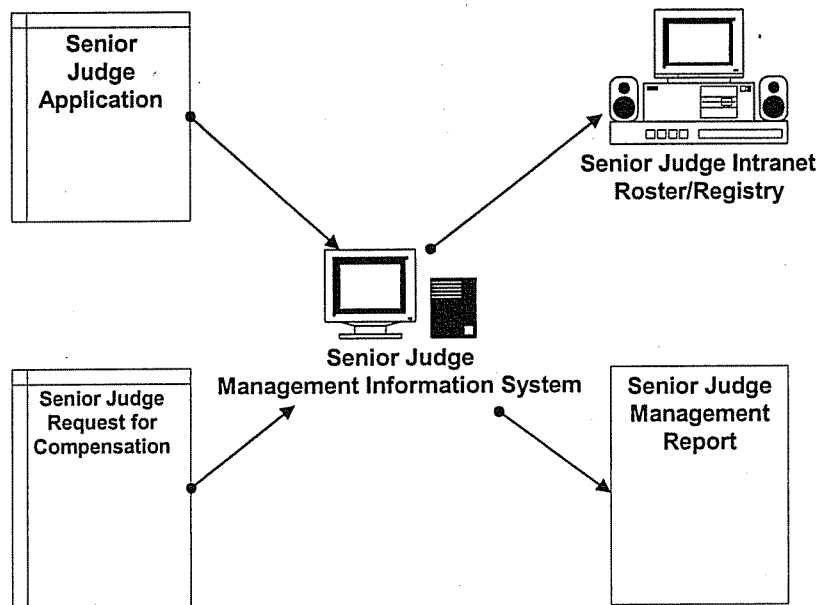 Senior
Judge
Application
Senior Judge Intranet
Roster/Registry
Senior Judge
Management Information System
Senior Judge
Request for
Compensation
Senior Judge
Management
Report